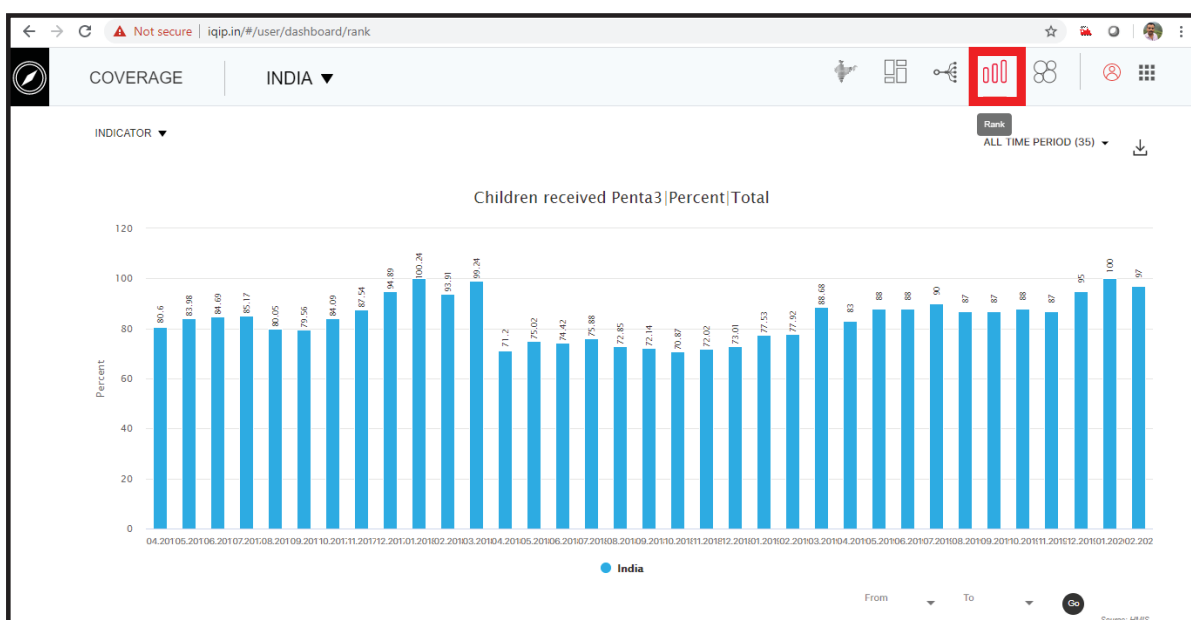 Not secure | iqip.in/#/user/dashboard/rank
COVERAGE INDIA
INDICATOR
Rank
ALL TIME PERIOD (35)
Children received Penta3|Percent|Total
Percent
120
100
80
60
40
20
0
80.6 83.98 84.69 85.17 80.05 79.56 84.09 87.54 94.89 100.24 93.91 99.24 71.2 75.02 74.42 75.88 72.85 72.14 70.87 72.02 73.01 77.53 77.92 88.68 83 88 88 90 87 87 88 87 95 100 97
India
From To Go
Source: HMIS